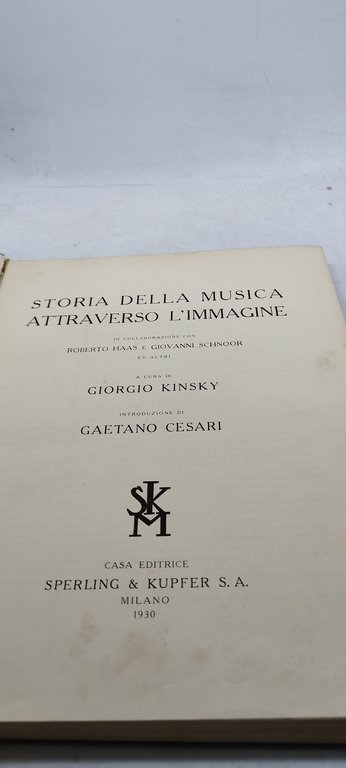 STORIA DELLA MUSICA
ATTRAVERSO L'IMMAGINE
IN COLLABORAZIONE CON
ROBERTO HAAS E GIOVANNI SCHNOOR
ED ALTRI
A CURA DI
GIORGIO KINSKY
INTRODUZIONE DI
GAETANO CESARI
SKM
CASA EDITRICE
SPERLING & KUPFER S. A.
MILANO
1930